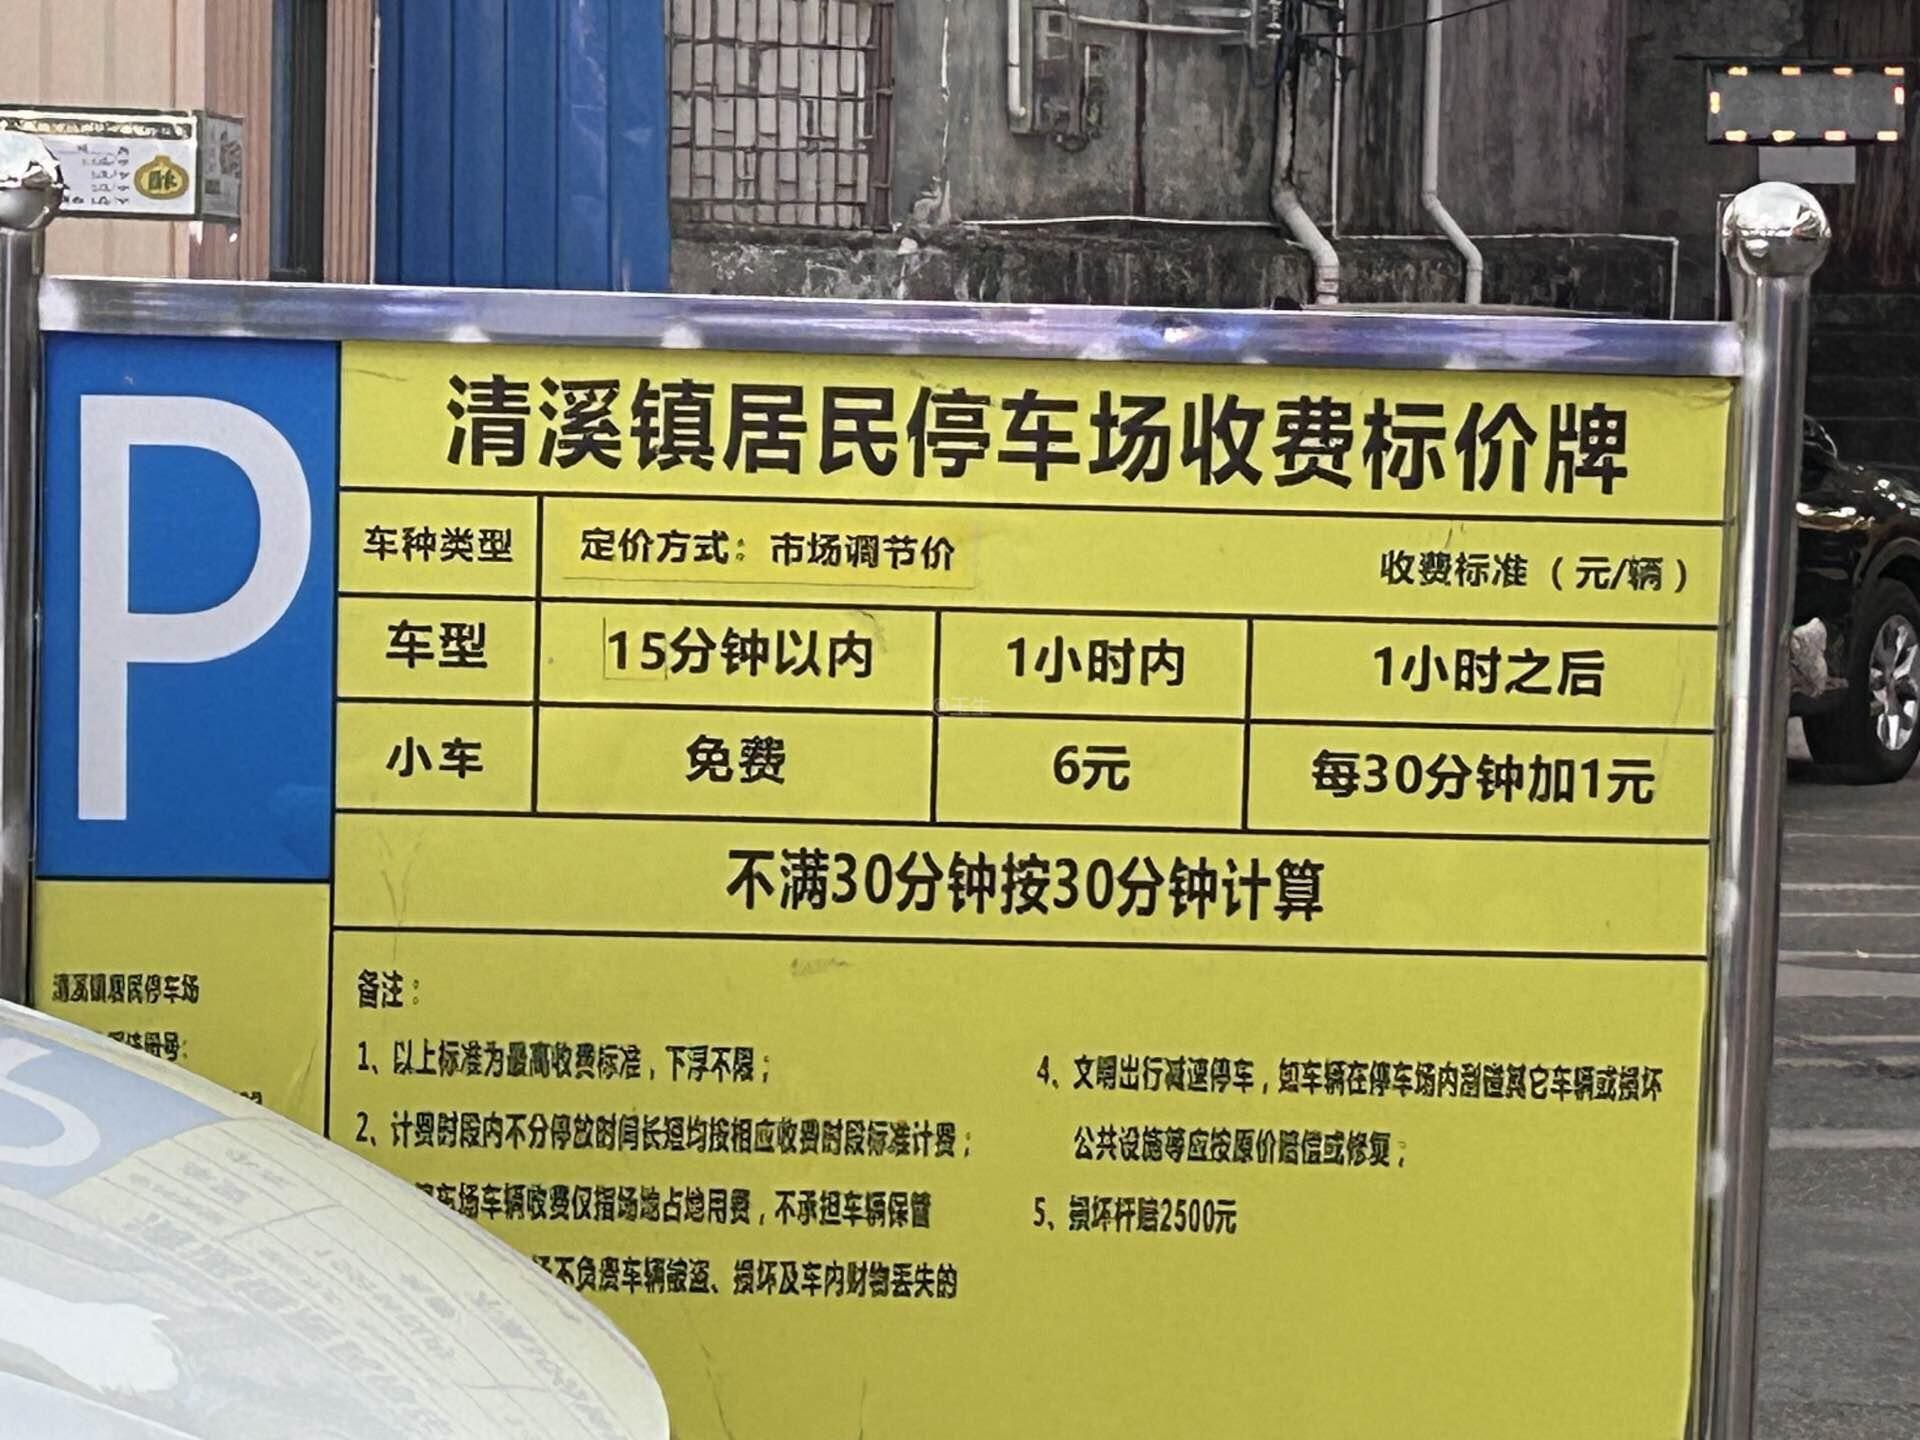 P
清溪镇居民停车场收费标价牌
车种类型 定价方式：市场调节价 收费标准（元/辆）
车型 15分钟以内 1小时内 1小时之后
小车 免费 6元 每30分钟加1元
不满30分钟按30分钟计算
清溪镇居民停车场
备注：
1、以上标准为最高收费标准，下浮不限；
2、计费时段内不分停放时间长短均按相应收费时段标准计费；
车场车辆收费仅指场地占地用费，不承担车辆保管
不负责车辆被盗、损坏及车内财物丢失的
4、文明出行减速停车，如车辆在停车场内刮碰其它车辆或损坏
公共设施等应按原价赔偿或修复；
5、损坏杆赔2500元
@王生